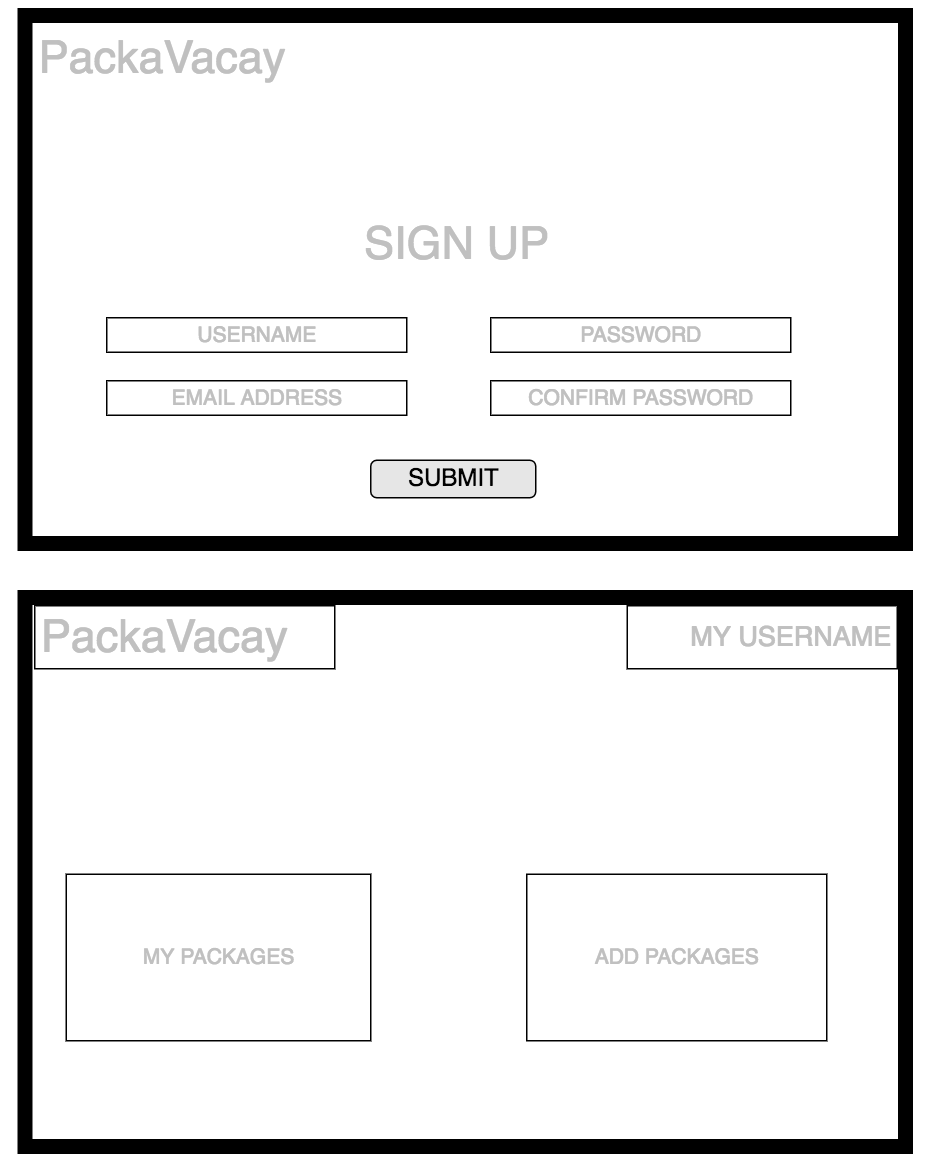 PackaVacay
SIGN UP
USERNAME
PASSWORD
EMAIL ADDRESS
CONFIRM PASSWORD
SUBMIT
PackaVacay
MY USERNAME
MY PACKAGES
ADD PACKAGES